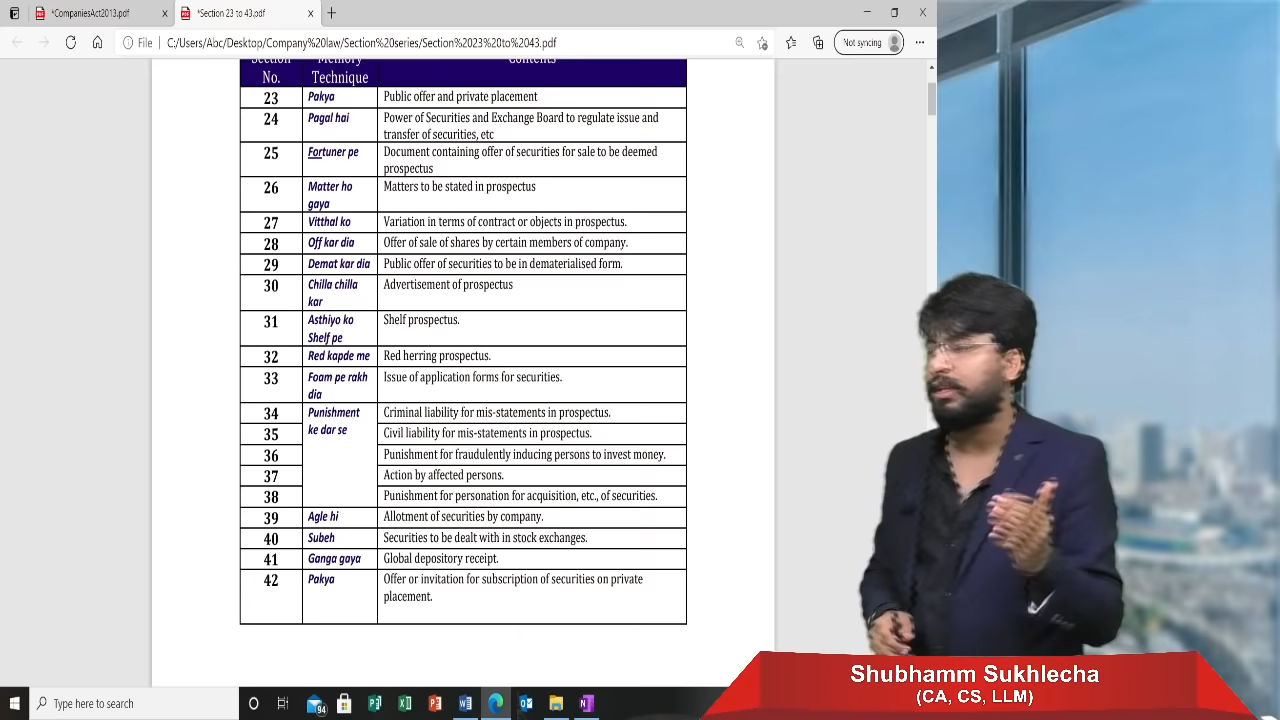 *CompaniesAct2013.pdf
*Section 23 to 43.pdf
File
C:/Users/Abc/Desktop/Company%20law/Section%20series/Section%2023%20to%2043.pdf
Not syncing
Section Memory Contents
No. Technique
23 Pakya Public offer and private placement
24 Pagal hai Power of Securities and Exchange Board to regulate issue and
transfer of securities, etc
25 Fortuner pe Document containing offer of securities for sale to be deemed
prospectus
26 Matter ho Matters to be stated in prospectus
gaya
27 Vitthal ko Variation in terms of contract or objects in prospectus.
28 Off kar dia Offer of sale of shares by certain members of company.
29 Demat kar dia Public offer of securities to be in dematerialised form.
30 Chilla chilla Advertisement of prospectus
kar
31 Asthiyo ko Shelf prospectus.
Shelf pe
32 Red kapde me Red herring prospectus.
33 Foam pe rakh Issue of application forms for securities.
dia
34 Punishment Criminal liability for mis-statements in prospectus.
ke dar se
35 Civil liability for mis-statements in prospectus.
36 Punishment for fraudulently inducing persons to invest money.
37 Action by affected persons.
38 Punishment for personation for acquisition, etc., of securities.
39 Agle hi Allotment of securities by company.
40 Subeh Securities to be dealt with in stock exchanges.
41 Ganga gaya Global depository receipt.
42 Pakya Offer or invitation for subscription of securities on private
placement.
Shubhamm Sukhlecha
(CA, CS, LLM)
Type here to search
94